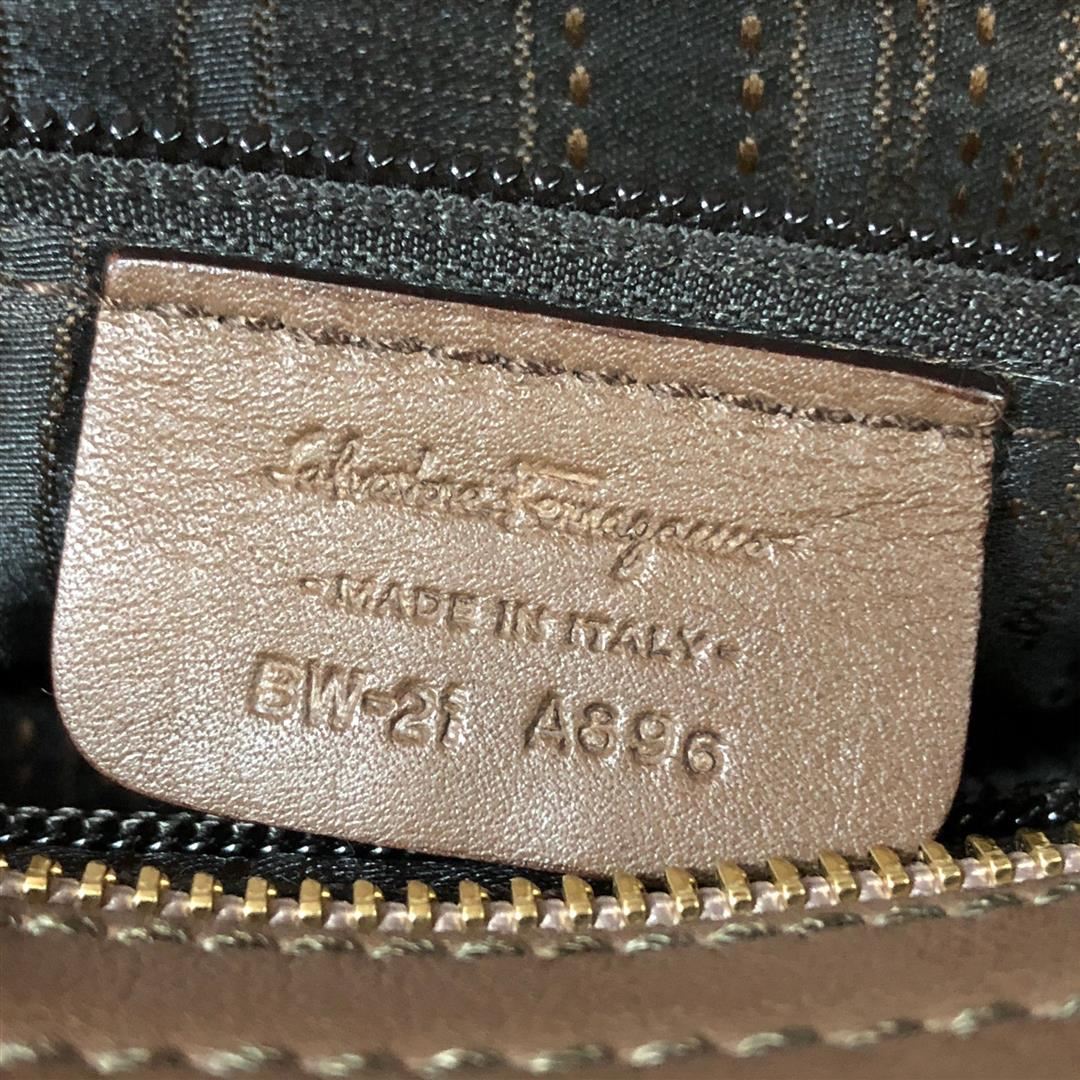 Salvatore Ferragamo
•MADE IN ITALY•
BW-21 A896